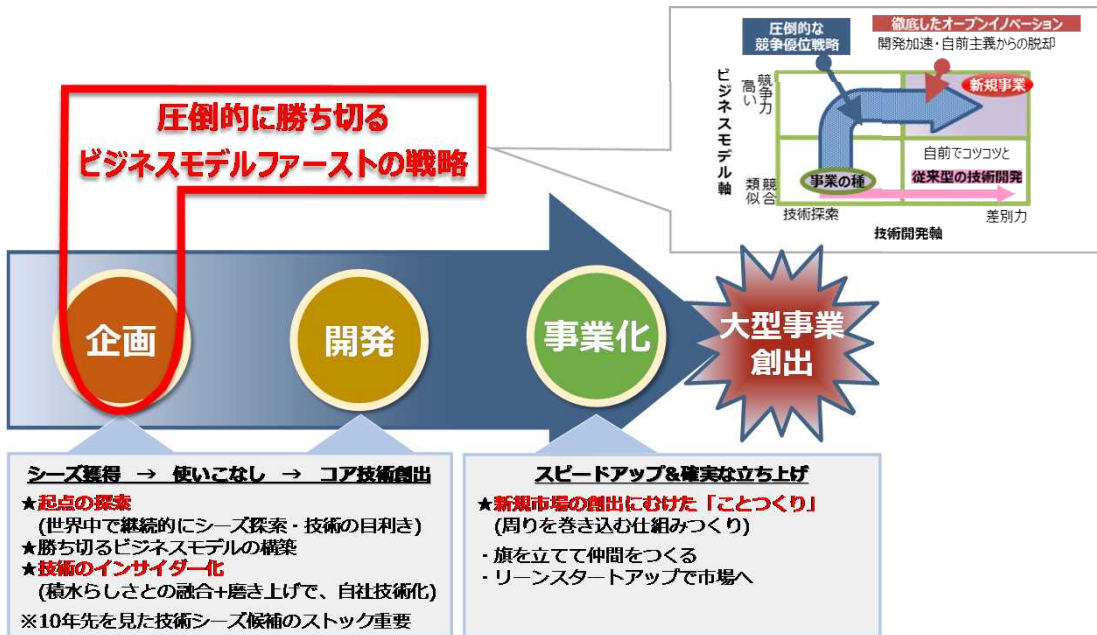 圧倒的に勝ち切る
ビジネスモデルファーストの戦略
圧倒的な
競争優位戦略
徹底したオープンイノベーション
開発加速・自前主義からの脱却
ビジネスモデル軸
競争力
高い
新規事業
自前でコツコツと
従来型の技術開発
事業の種
競合
類似
技術探索
差別力
技術開発軸
企画
開発
事業化
大型事業
創出
シーズ獲得 → 使いこなし → コア技術創出
★起点の探索
(世界中で継続的にシーズ探索・技術の目利き)
★勝ち切るビジネスモデルの構築
★技術のインサイダー化
(積水らしさとの融合+磨き上げで、自社技術化)
※10年先を見た技術シーズ候補のストック重要
スピードアップ&確実な立ち上げ
★新規市場の創出にむけた「ことつくり」
(周りを巻き込む仕組みつくり)
・旗を立てて仲間をつくる
・リーンスタートアップで市場へ